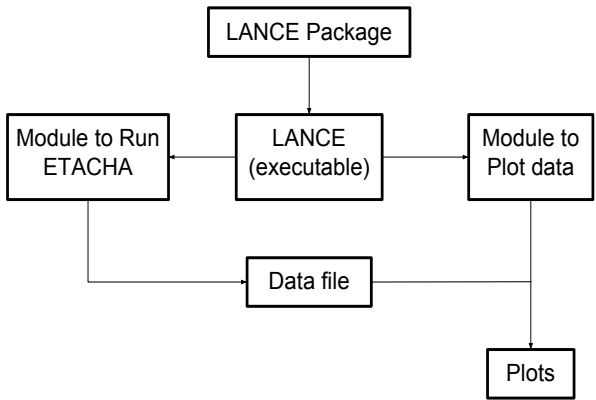 LANCE Package
Module to Run
ETACHA
LANCE
(executable)
Module to
Plot data
Data file
Plots